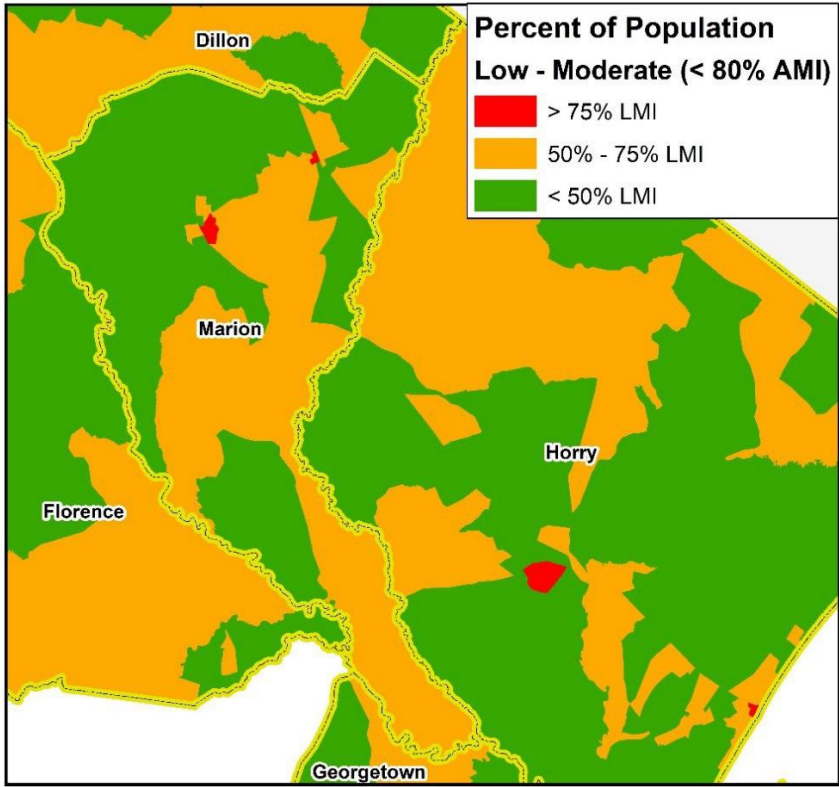 Percent of Population
Low - Moderate (< 80% AMI)
> 75% LMI
50% - 75% LMI
< 50% LMI
Dillon
Marion
Horry
Florence
Georgetown